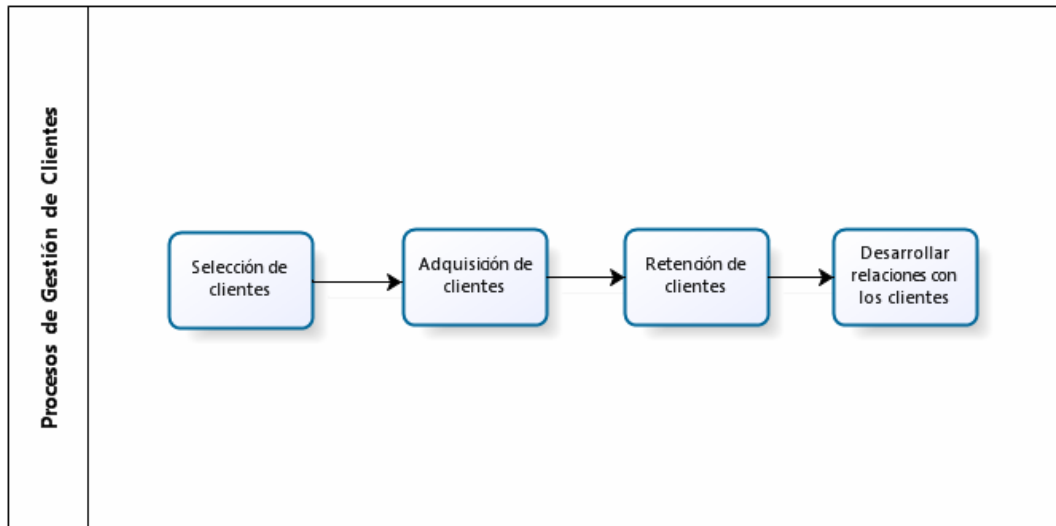 Procesos de Gestión de Clientes
Selección de
clientes
Adquisición de
clientes
Retención de
clientes
Desarrollar
relaciones con
los clientes